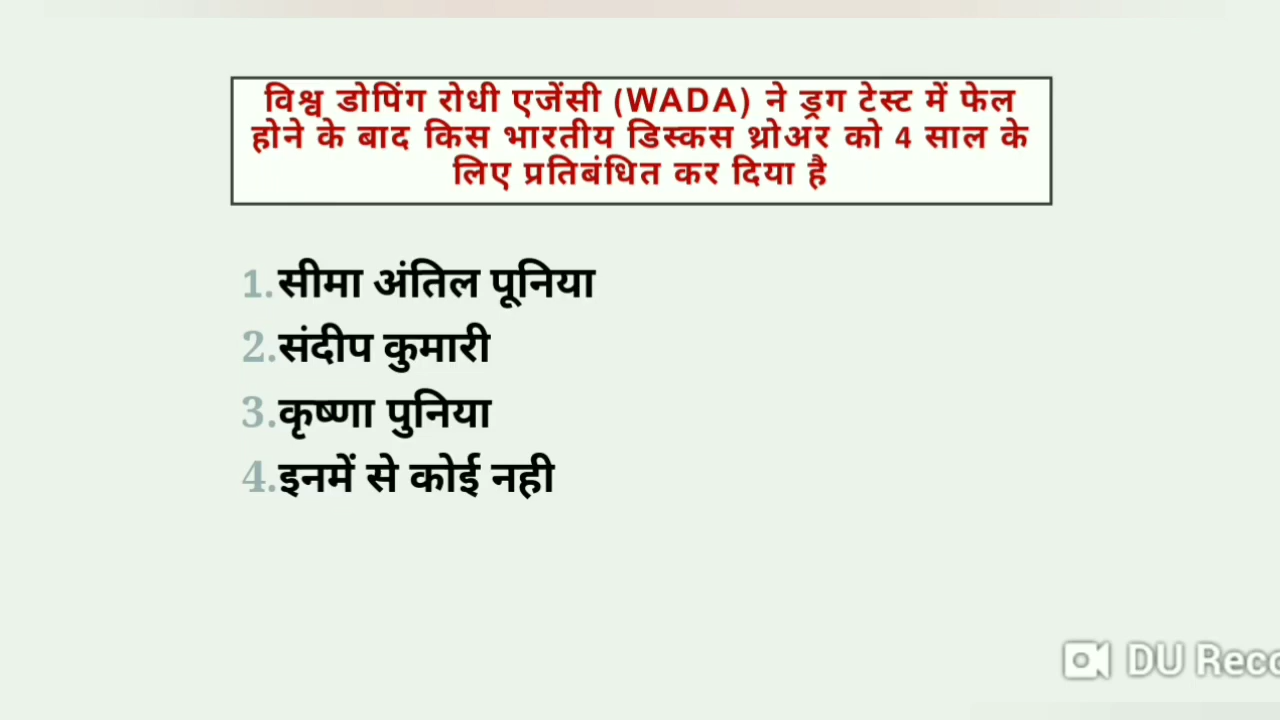 विश्व डोपिंग रोधी एजेंसी (WADA) ने ड्रग टेस्ट में फेल
होने के बाद किस भारतीय डिस्कस थ्रोअर को 4 साल के
लिए प्रतिबंधित कर दिया है
1.सीमा अंतिल पूनिया
2.संदीप कुमारी
3.कृष्णा पुनिया
4.इनमें से कोई नही
DU Reco